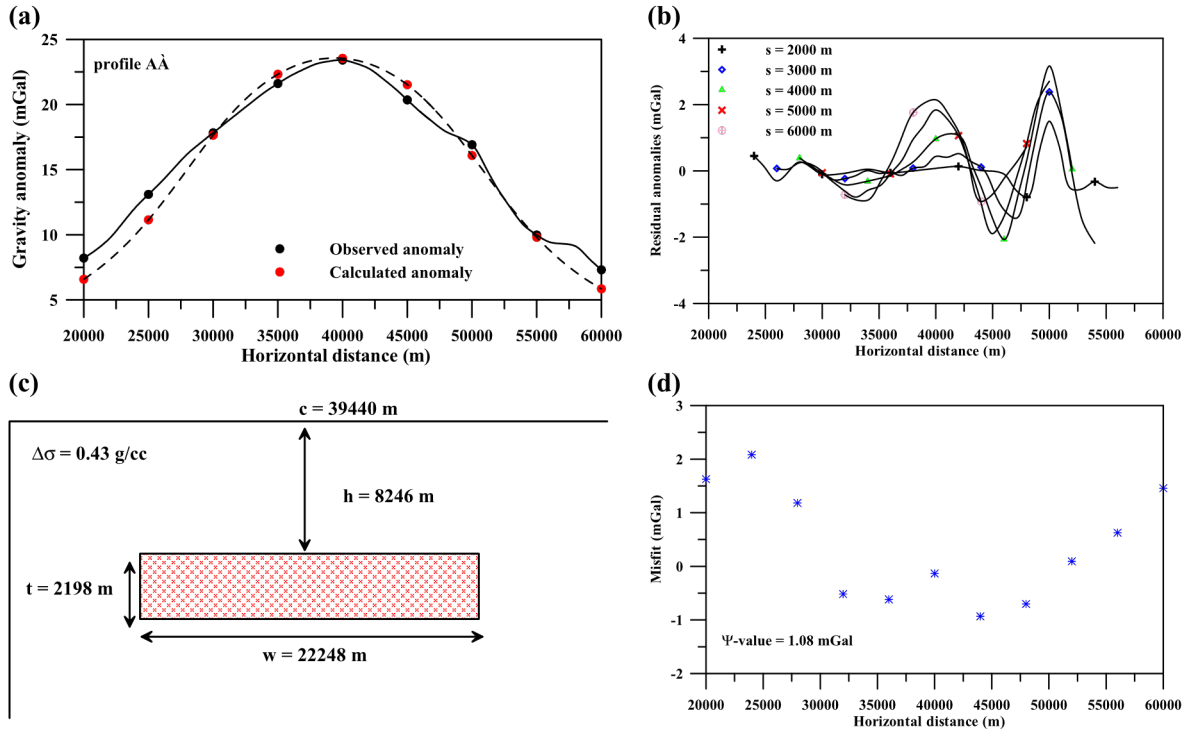 (a)
25
20
15
10
5
Gravity anomaly (mGal)
profile AÀ
Observed anomaly
Calculated anomaly
20000 25000 30000 35000 40000 45000 50000 55000 60000
Horizontal distance (m)
(b)
4
2
0
-2
-4
Residual anomalies (mGal)
s = 2000 m
s = 3000 m
s = 4000 m
s = 5000 m
s = 6000 m
20000 25000 30000 35000 40000 45000 50000 55000 60000
Horizontal distance (m)
(c)
c = 39440 m
Δσ = 0.43 g/cc
h = 8246 m
t = 2198 m
w = 22248 m
(d)
3
2
1
0
-1
-2
Misfit (mGal)
Ψ-value = 1.08 mGal
20000 25000 30000 35000 40000 45000 50000 55000 60000
Horizontal distance (m)